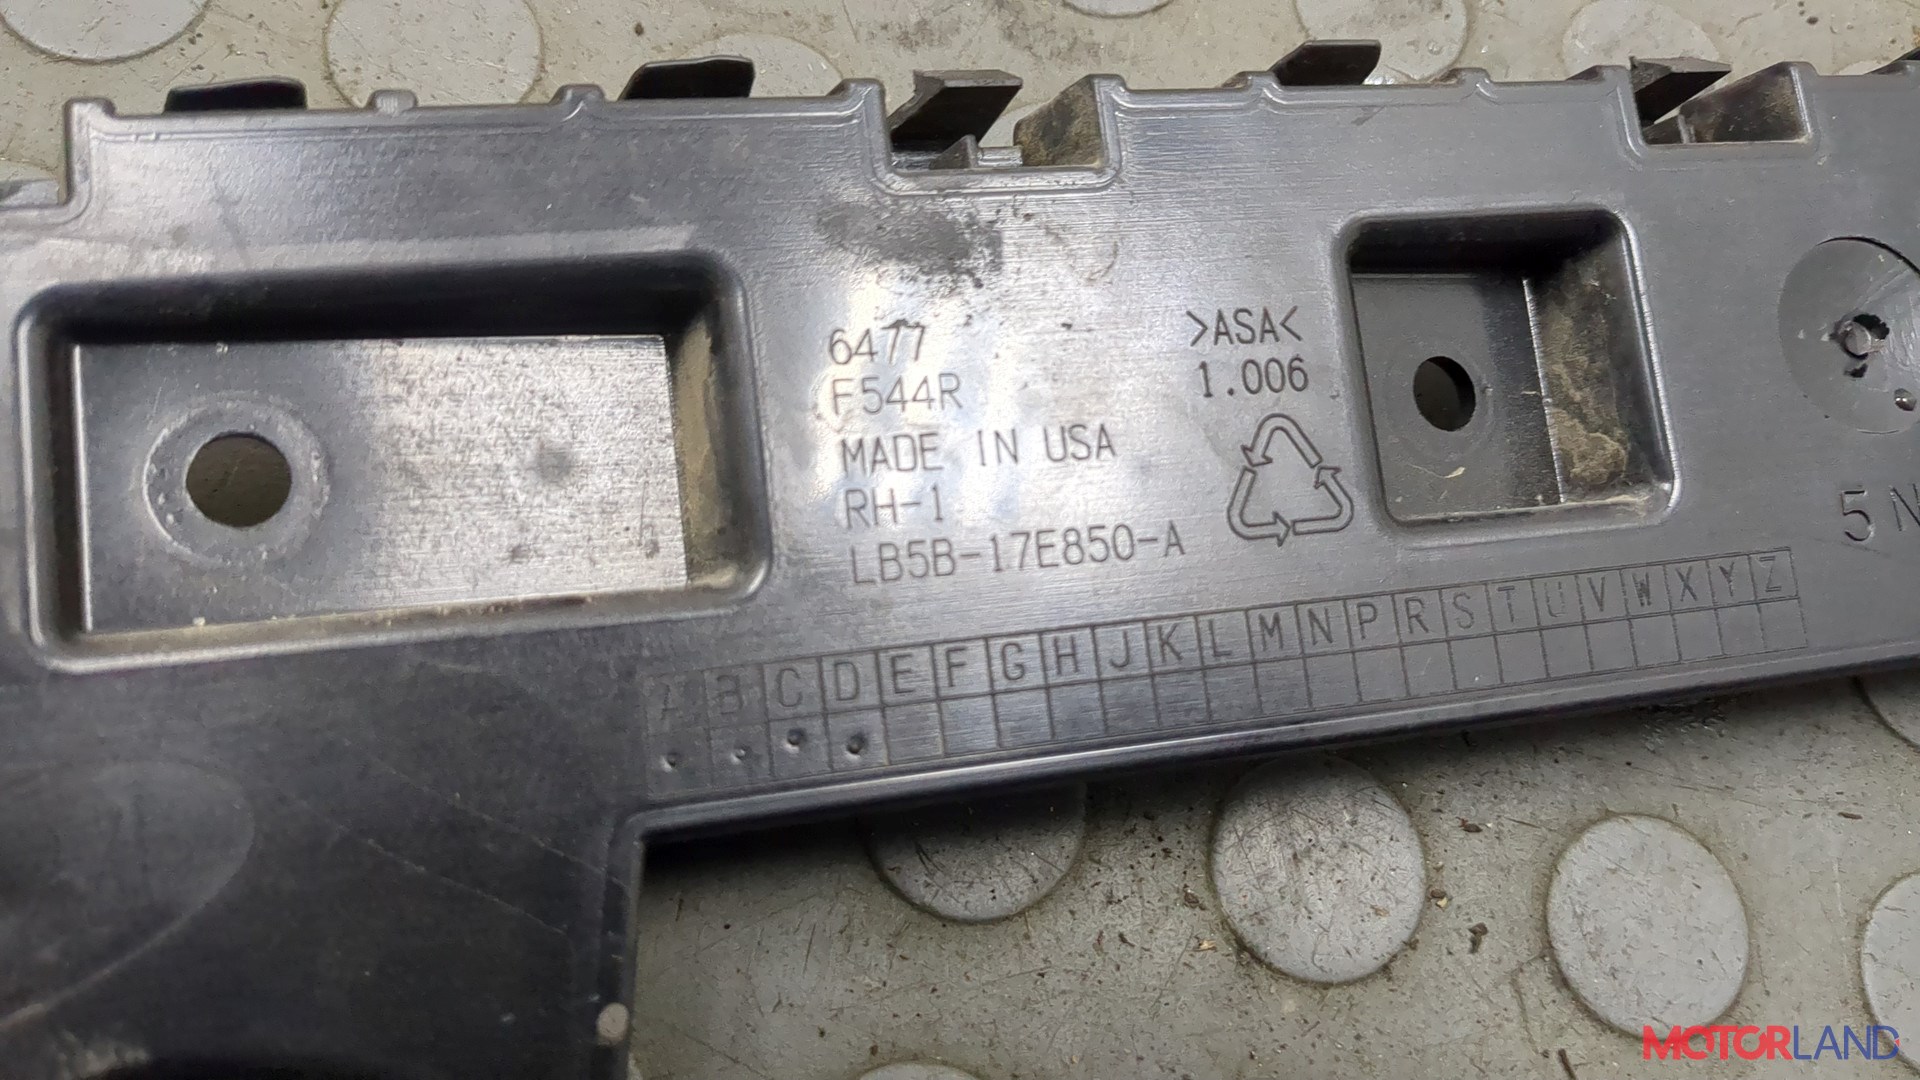 6477
F544R
MADE IN USA
RH-1
LB5B-17E850-A
>ASA<
1.006
5 N
A B C D E F G H J K L M N P R S T U V W X Y Z
MOTORLAND